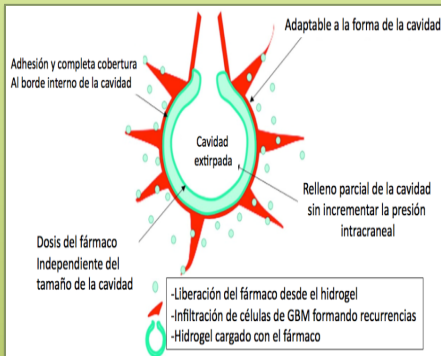 Adaptable a la forma de la cavidad
Adhesión y completa cobertura
Al borde interno de la cavidad
Cavidad
extirpada
Relleno parcial de la cavidad
sin incrementar la presión
intracraneal
Dosis del fármaco
Independiente del
tamaño de la cavidad
-Liberación del fármaco desde el hidrogel
-Infiltración de células de GBM formando recurrencias
-Hidrogel cargado con el fármaco